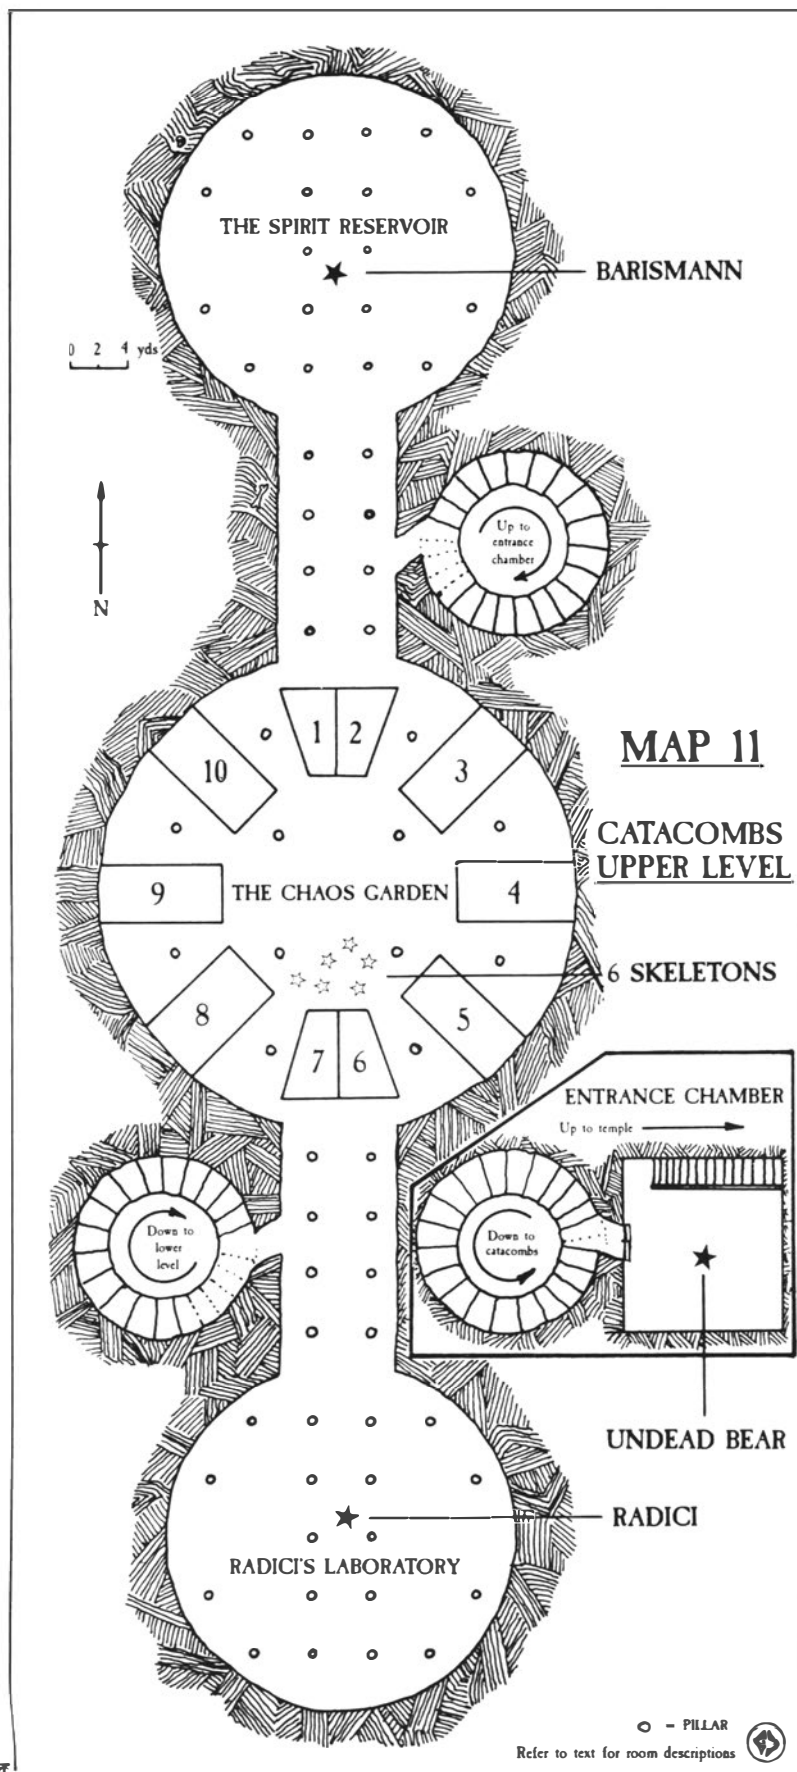 THE SPIRIT RESERVOIR
BARISMANN
0 2 4 yds
Up to
entrance
chamber
N
1 2
10 3
MAP 11
CATACOMBS
UPPER LEVEL
9 THE CHAOS GARDEN 4
6 SKELETONS
8 5
7 6
ENTRANCE CHAMBER
Up to temple
Down to
lower
level
Down to
catacombs
UNDEAD BEAR
RADICI
RADICI'S LABORATORY
= PILLAR
Refer to text for room descriptions